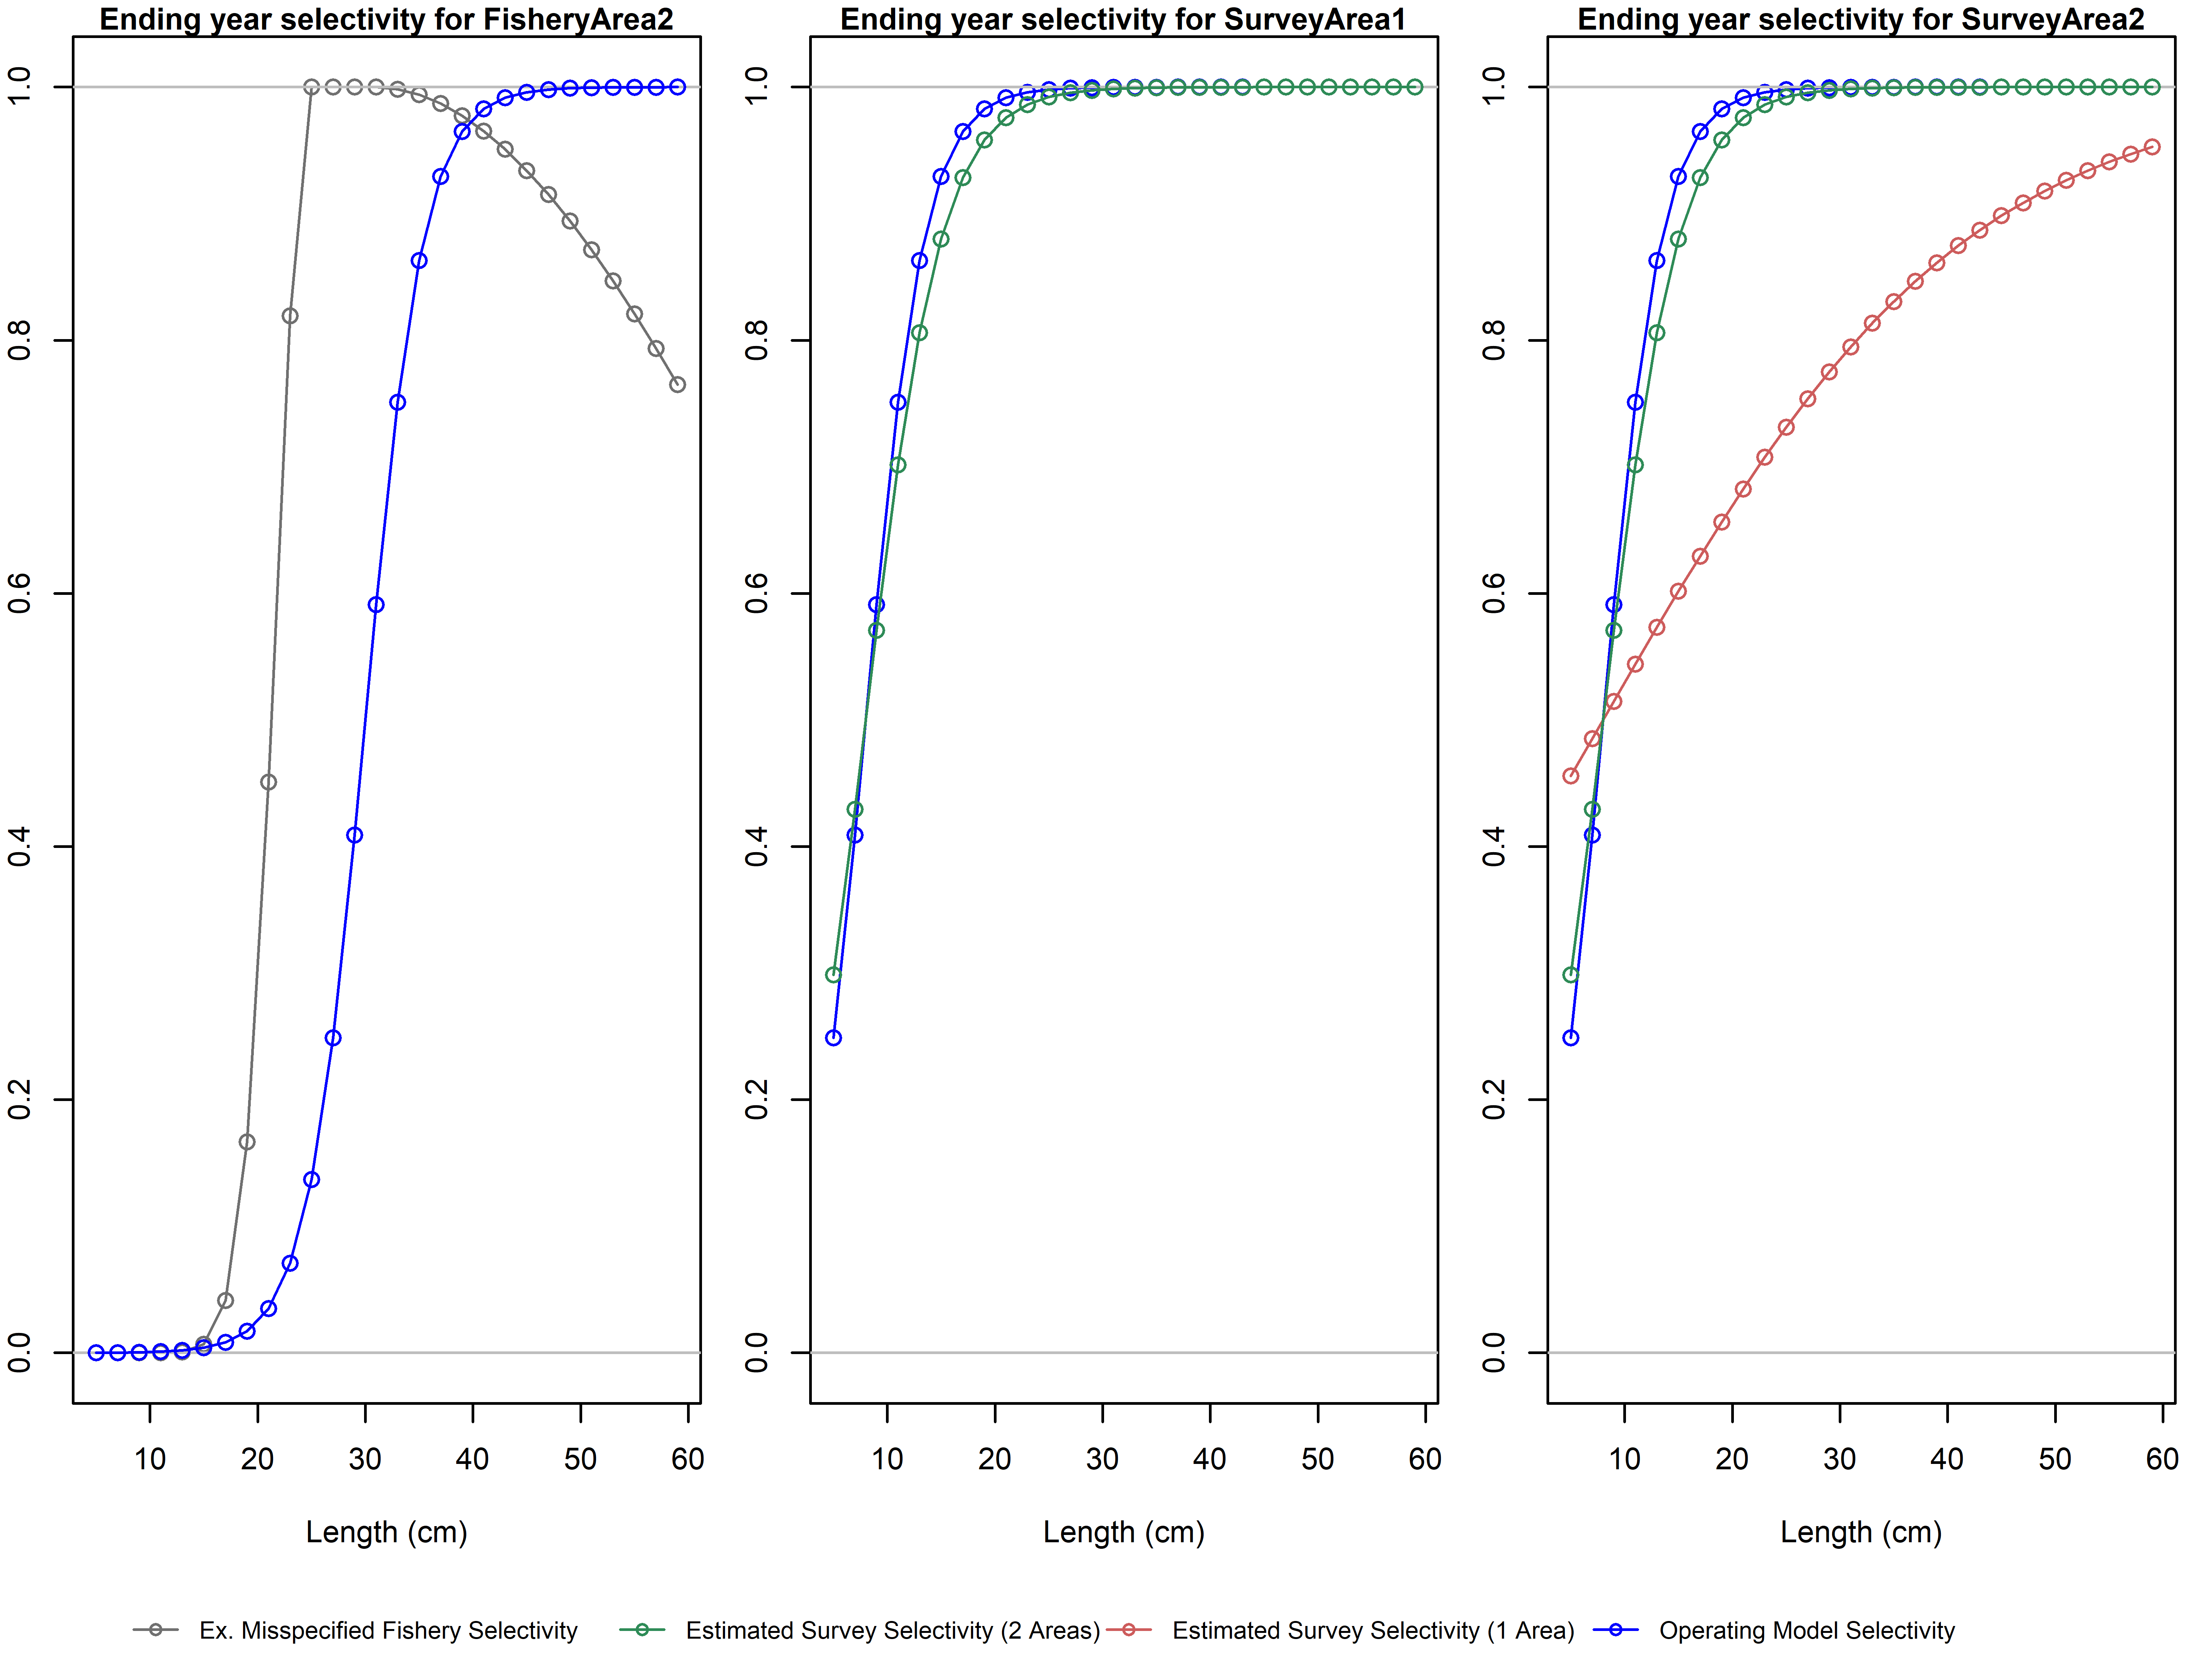 Ending year selectivity for FisheryArea2
Ending year selectivity for SurveyArea1
Ending year selectivity for SurveyArea2
1.0
0.8
0.6
0.4
0.2
0.0
10 20 30 40 50 60
Length (cm)
1.0
0.8
0.6
0.4
0.2
0.0
10 20 30 40 50 60
Length (cm)
1.0
0.8
0.6
0.4
0.2
0.0
10 20 30 40 50 60
Length (cm)
Ex. Misspecified Fishery Selectivity
Estimated Survey Selectivity (2 Areas)
Estimated Survey Selectivity (1 Area)
Operating Model Selectivity